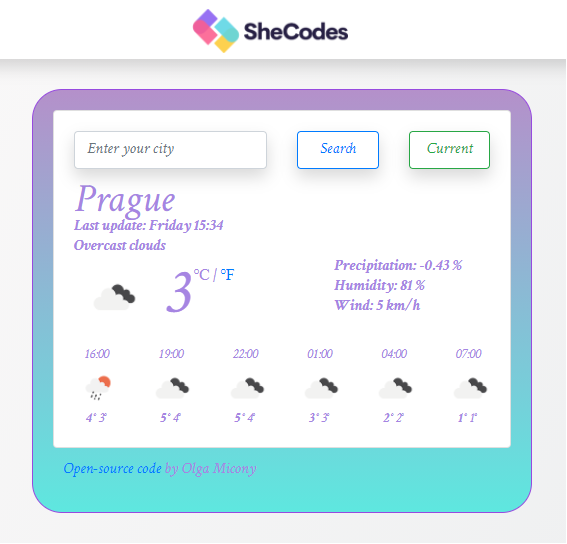 SheCodes
Enter your city Search Current
Prague
Last update: Friday 15:34
Overcast clouds
3°C / °F
Precipitation: -0.43 %
Humidity: 81 %
Wind: 5 km/h
16:00 19:00 22:00 01:00 04:00 07:00
4° 3° 5° 4° 5° 4° 3° 3° 2° 2° 1° 1°
Open-source code by Olga Micony